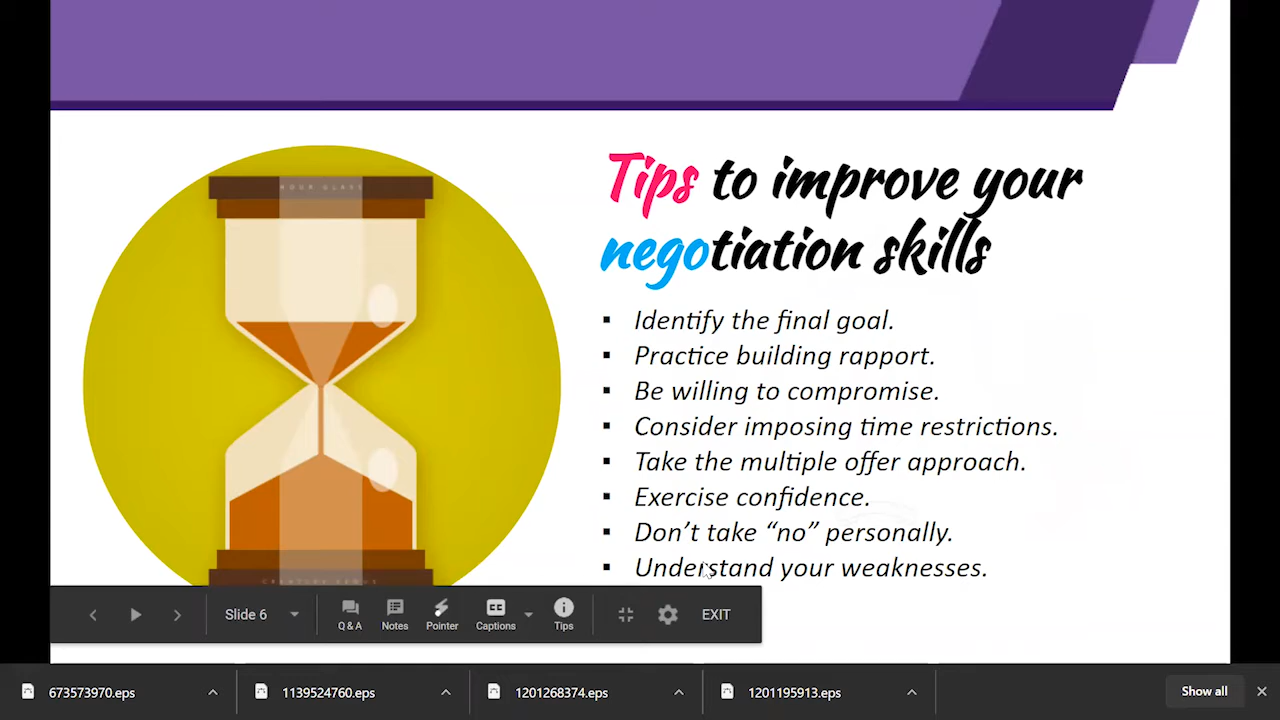 HOUR GLASS
Tips to improve your
negotiation skills
▪ Identify the final goal.
▪ Practice building rapport.
▪ Be willing to compromise.
▪ Consider imposing time restrictions.
▪ Take the multiple offer approach.
▪ Exercise confidence.
▪ Don't take “no” personally.
▪ Understand your weaknesses.
Slide 6
Q & A
Notes
Pointer
Captions
Tips
EXIT
673573970.eps
1139524760.eps
1201268374.eps
1201195913.eps
Show all